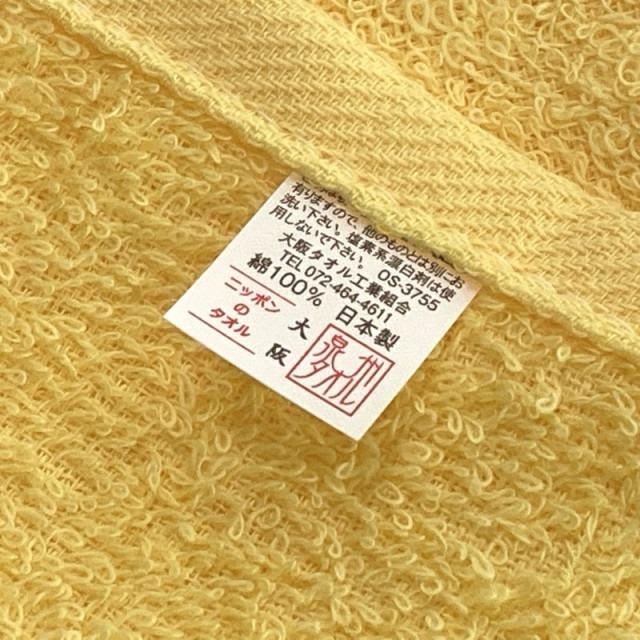 有りますので、他のものとは別にお
洗い下さい。塩素系漂白剤は使
用しないで下さい。 OS-3755
大阪タオル工業組合
TEL 072-464-4611
綿100% 日本製
ニッポン
の
タオル
大
阪
泉州
タオル